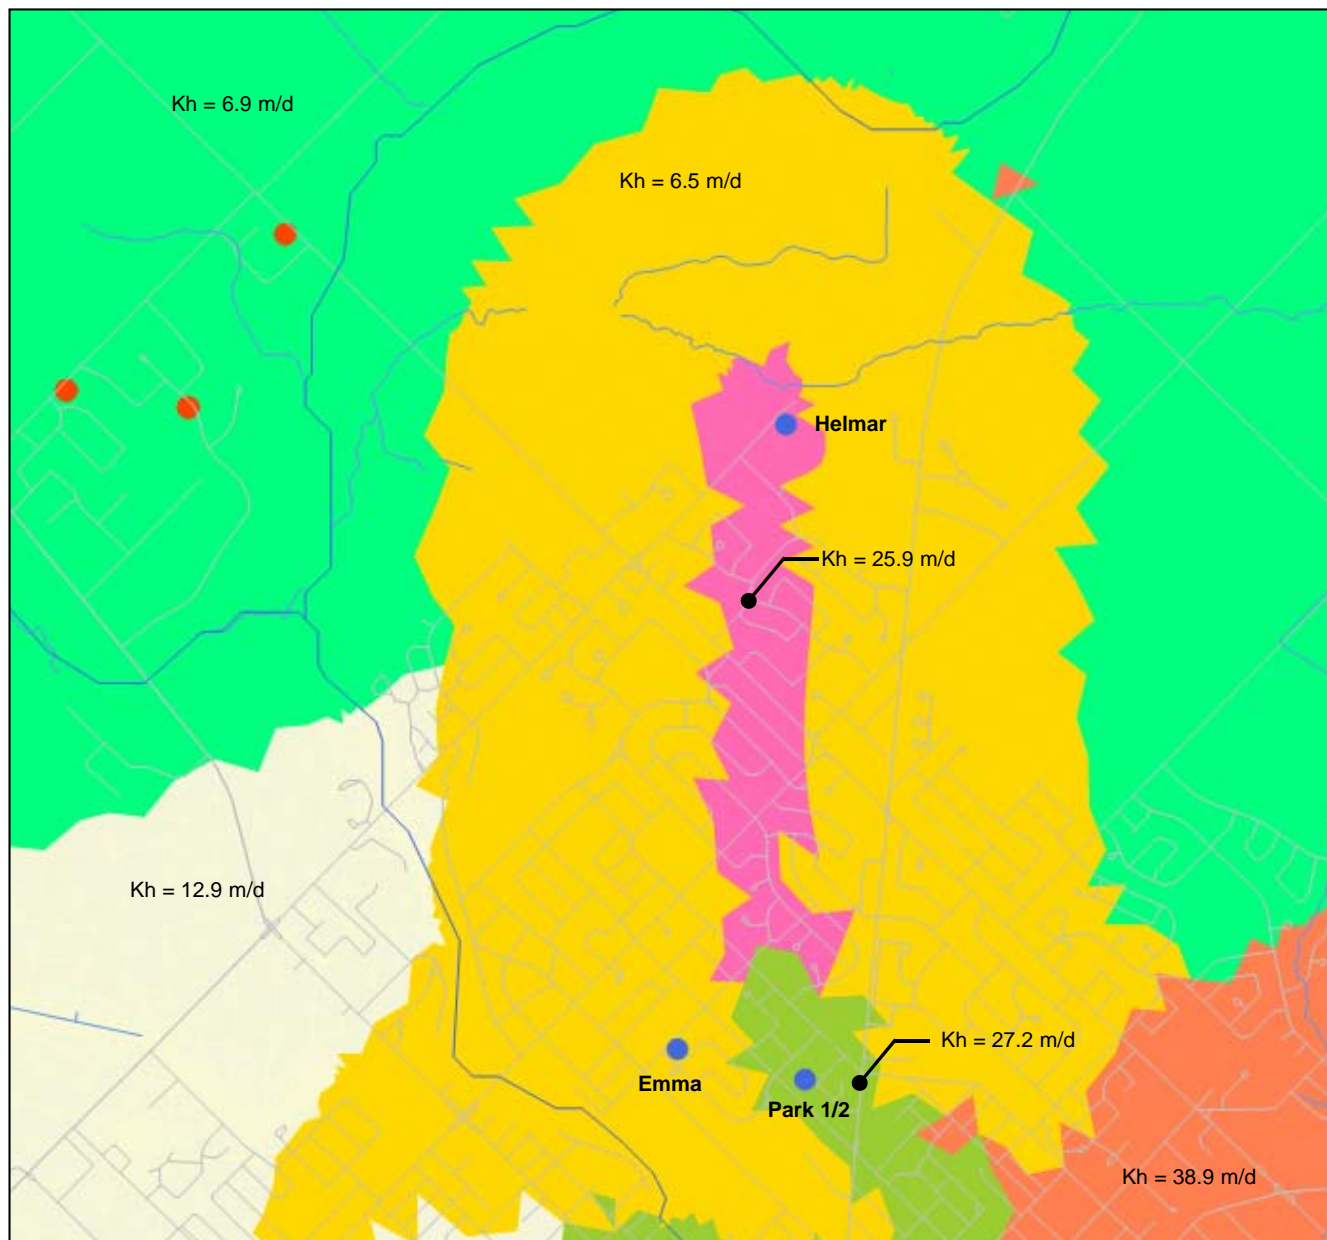 Kh = 6.9 m/d
Kh = 6.5 m/d
Helmar
Kh = 25.9 m/d
Kh = 12.9 m/d
Kh = 27.2 m/d
Emma
Park 1/2
Kh = 38.9 m/d